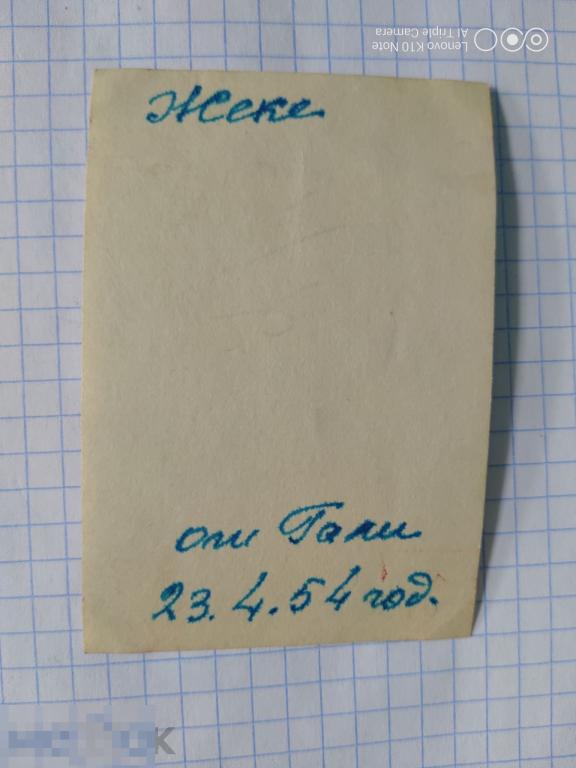 Lenovo K10 Note
AI Triple Camera
Жеке
от Гали
23.4.54 год.